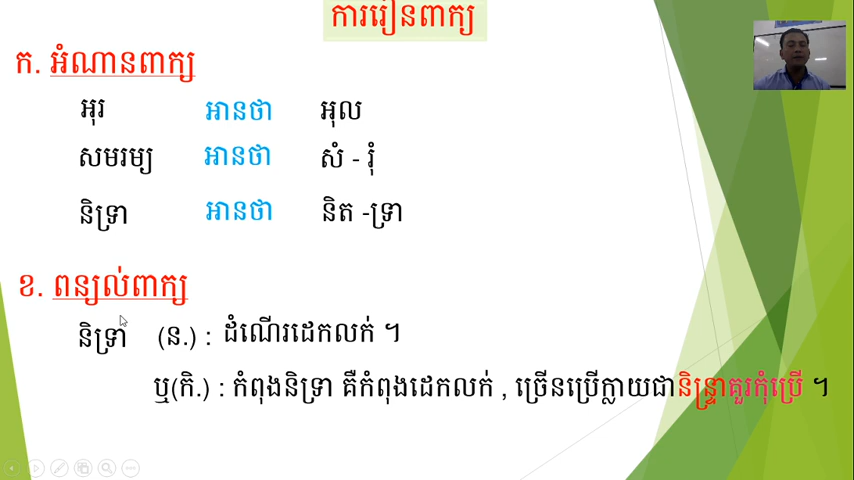 ការរៀនពាក្យ
ក. អំណានពាក្យ
អុរ អានថា អុល
សមរម្យ អានថា សំ - រុំ
និទ្រា អានថា និត -ទ្រា
ខ. ពន្យល់ពាក្យ
និទ្រា (ន.) : ដំណើរដេកលក់ ។
ឬ(កិ.) : កំពុងនិទ្រា គឺកំពុងដេកលក់ , ច្រើនប្រើក្លាយជានិន្រ្ទាគួរកុំប្រើ ។